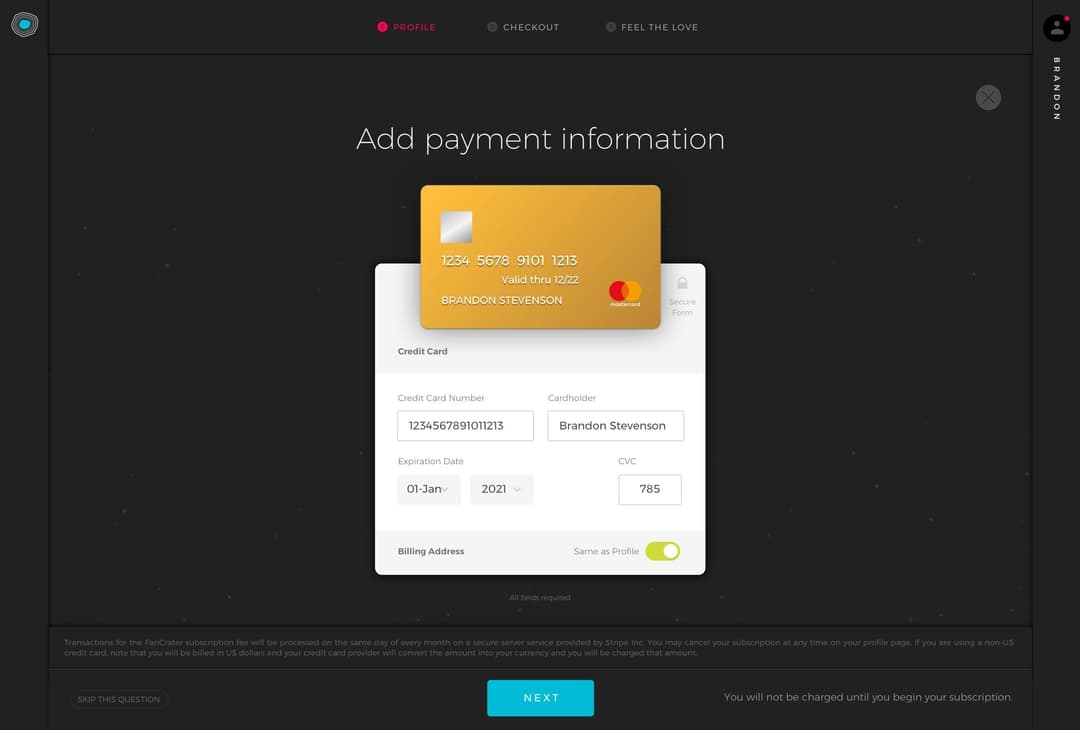 1 PROFILE 2 CHECKOUT 3 FEEL THE LOVE
BRANDON
Add payment information
1234 5678 9101 1213
Valid thru 12/22
BRANDON STEVENSON
mastercard
Secure
Form
Credit Card
Credit Card Number Cardholder
1234567891011213 Brandon Stevenson
Expiration Date CVC
01-Jan 2021 785
Billing Address Same as Profile
All fields required
Transactions for the FanCrater subscription fee will be processed on the same day of every month on a secure server service provided by Stripe Inc. You may cancel your subscription at any time on your profile page. If you are using a non-US
credit card, note that you will be billed in US dollars and your credit card provider will convert the amount into your currency and you will be charged that amount.
SKIP THIS QUESTION NEXT You will not be charged until you begin your subscription.